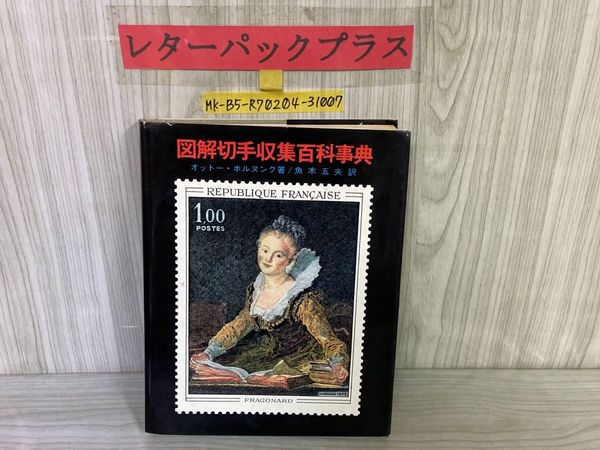 レターパックプラス
MK-B5-R70204-31007
図解切手収集百科事典
オットー・ホルヌンク著/魚木五夫訳
REPUBLIQUE FRANÇAISE
1,00
POSTES
FRAGONARD